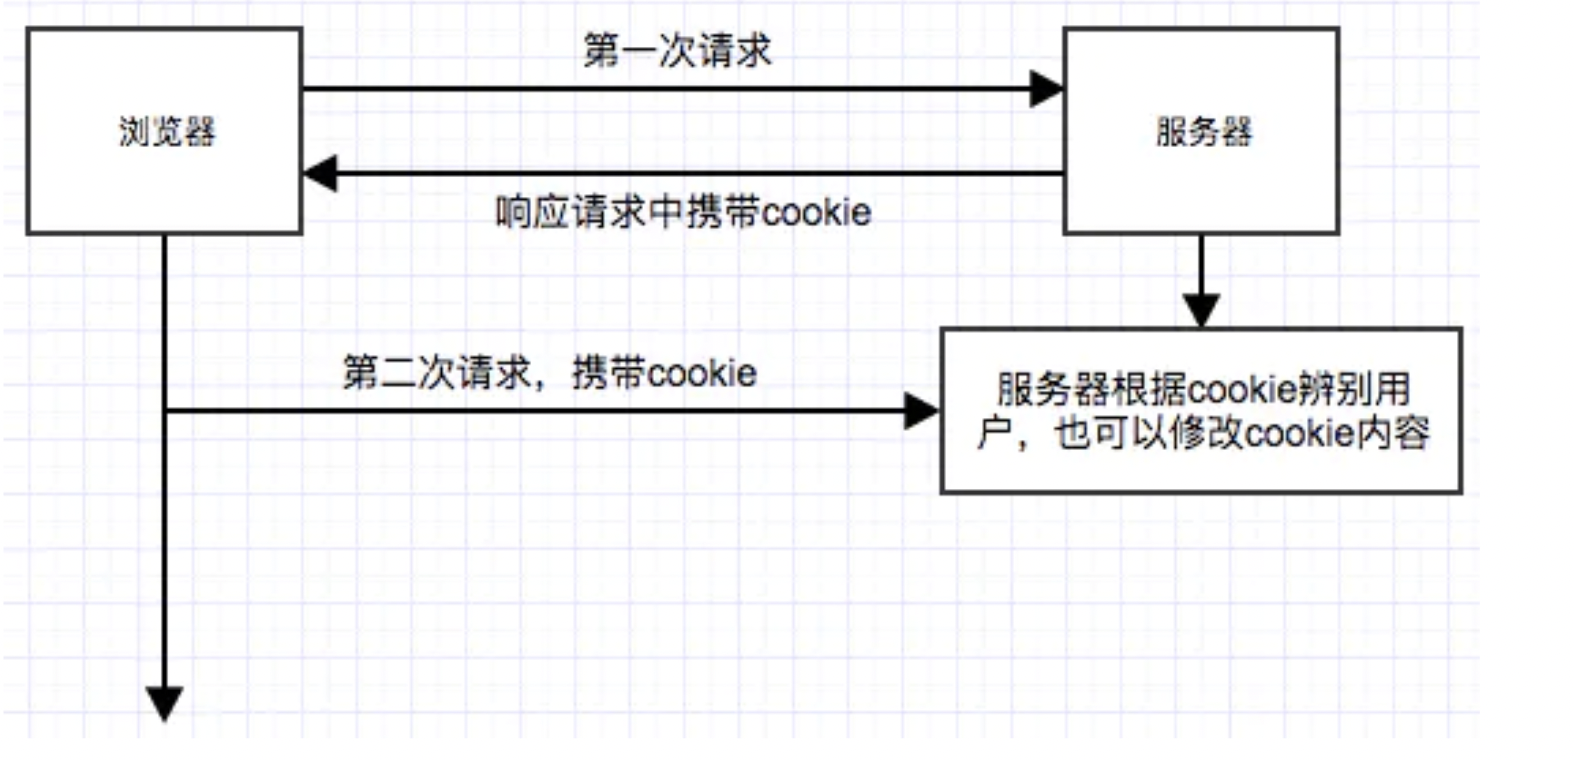 第一次请求
浏览器
服务器
响应请求中携带cookie
第二次请求，携带cookie
服务器根据cookie辨别用
户，也可以修改cookie内容